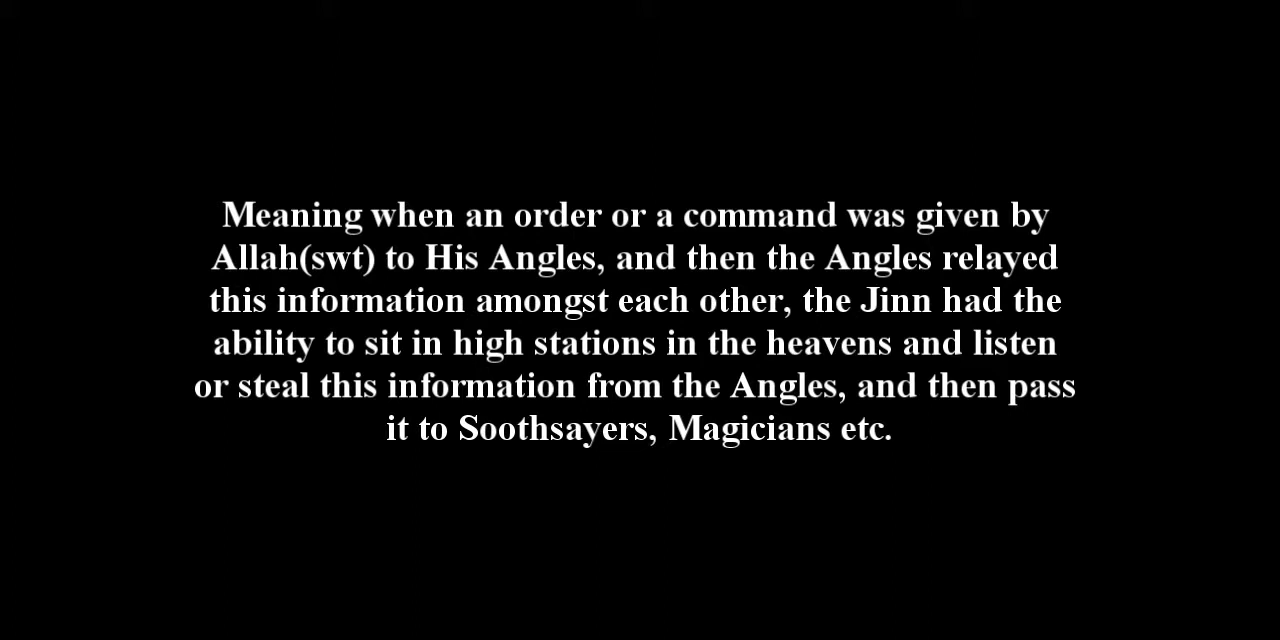 Meaning when an order or a command was given by
Allah(swt) to His Angles, and then the Angles relayed
this information amongst each other, the Jinn had the
ability to sit in high stations in the heavens and listen
or steal this information from the Angles, and then pass
it to Soothsayers, Magicians etc.